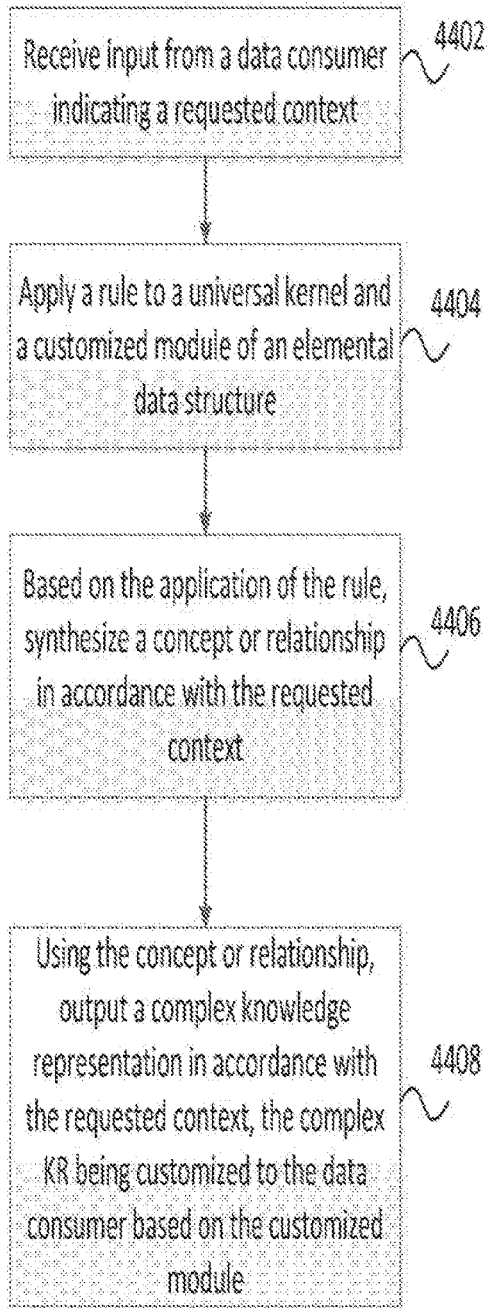 Receive input from a data consumer
indicating a requested context
4402
Apply a rule to a universal kernel and
a customized module of an elemental
data structure
4404
Based on the application of the rule,
synthesize a concept or relationship
in accordance with the requested
context
4406
Using the concept or relationship,
output a complex knowledge
representation in accordance with
the requested context, the complex
KR being customized to the data
consumer based on the customized
module
4408